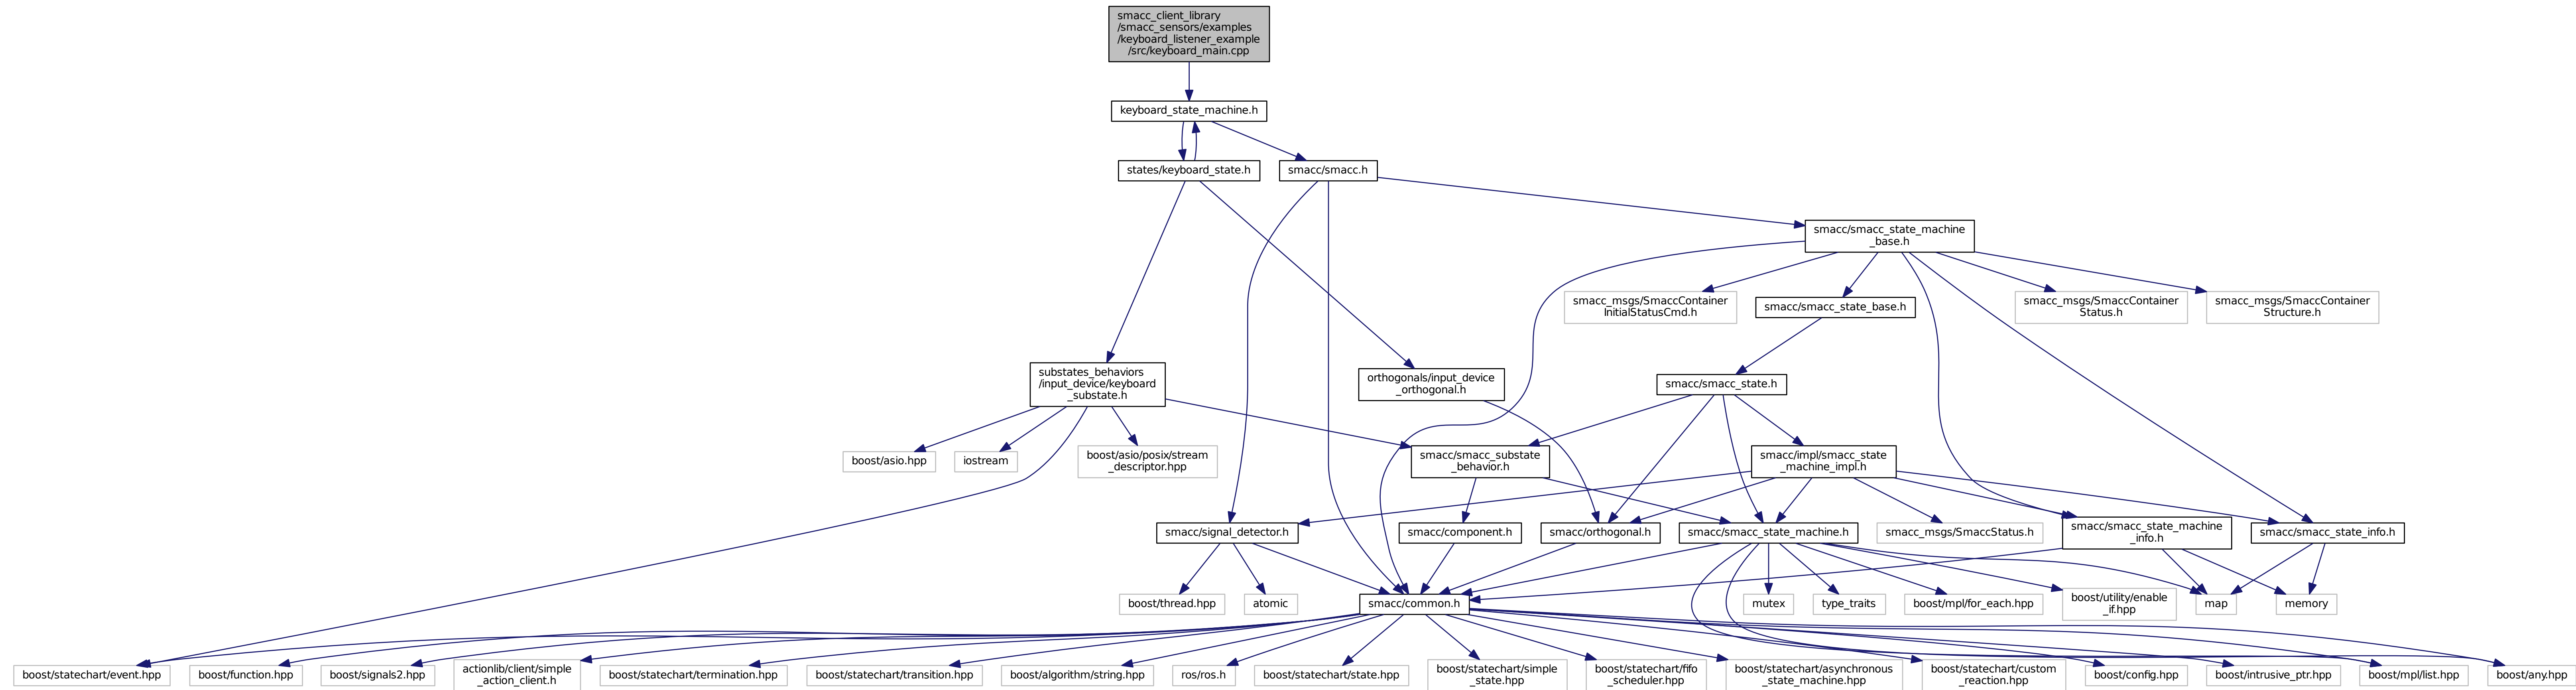 smacc_client_library
/smacc_sensors/examples
/keyboard_listener_example
/src/keyboard_main.cpp
keyboard_state_machine.h
states/keyboard_state.h
smacc/smacc.h
smacc/smacc_state_machine
_base.h
smacc_msgs/SmaccContainer
InitialStatusCmd.h
smacc/smacc_state_base.h
smacc_msgs/SmaccContainer
Status.h
smacc_msgs/SmaccContainer
Structure.h
substates_behaviors
/input_device/keyboard
_substate.h
orthogonals/input_device
_orthogonal.h
smacc/smacc_state.h
boost/asio.hpp
iostream
boost/asio/posix/stream
_descriptor.hpp
smacc/smacc_substate
_behavior.h
smacc/impl/smacc_state
_machine_impl.h
smacc/signal_detector.h
smacc/component.h
smacc/orthogonal.h
smacc/smacc_state_machine.h
smacc_msgs/SmaccStatus.h
smacc/smacc_state_machine
_info.h
smacc/smacc_state_info.h
boost/thread.hpp
atomic
smacc/common.h
mutex
type_traits
boost/mpl/for_each.hpp
boost/utility/enable
_if.hpp
map
memory
boost/statechart/event.hpp
boost/function.hpp
boost/signals2.hpp
actionlib/client/simple
_action_client.h
boost/statechart/termination.hpp
boost/statechart/transition.hpp
boost/algorithm/string.hpp
ros/ros.h
boost/statechart/state.hpp
boost/statechart/simple
_state.hpp
boost/statechart/fifo
_scheduler.hpp
boost/statechart/asynchronous
_state_machine.hpp
boost/statechart/custom
_reaction.hpp
boost/config.hpp
boost/intrusive_ptr.hpp
boost/mpl/list.hpp
boost/any.hpp